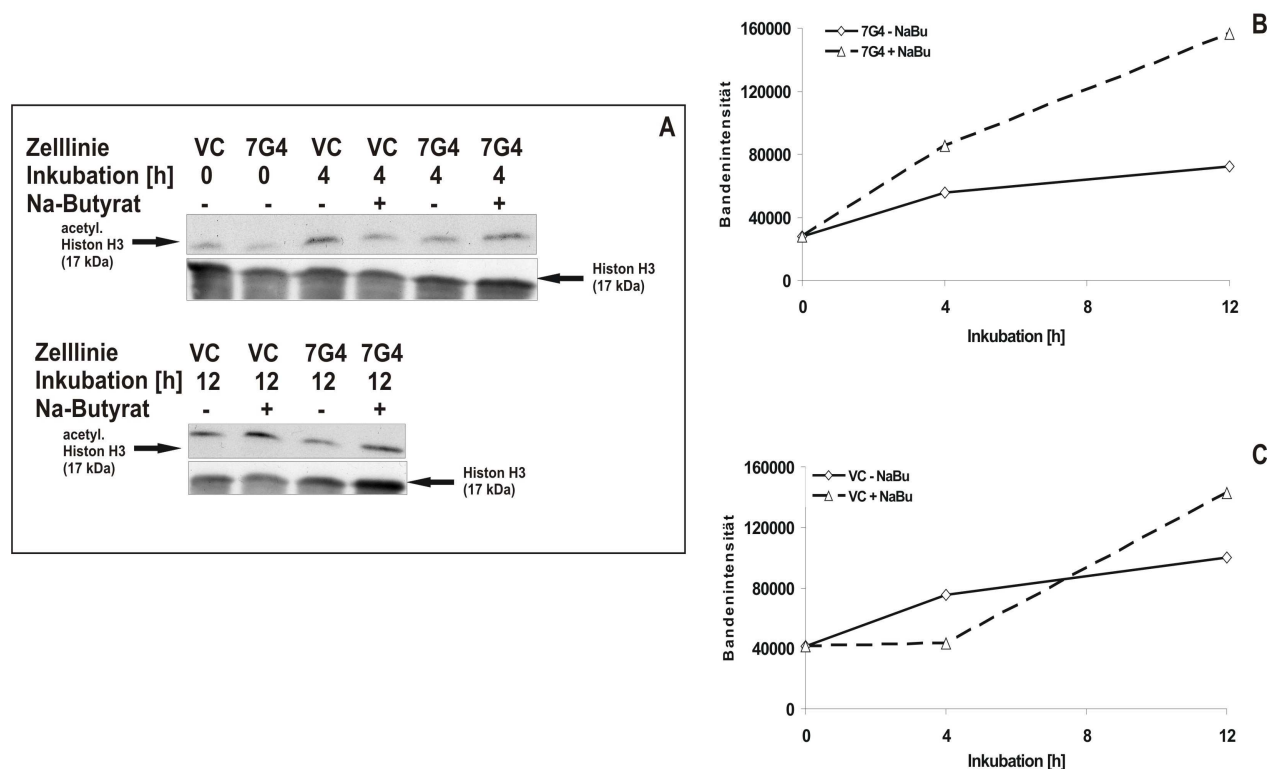 A
Zelllinie VC 7G4 VC VC 7G4 7G4
Inkubation [h] 0 0 4 4 4 4
Na-Butyrat - - - + - +
acetyl.
Histon H3
(17 kDa)
Histon H3
(17 kDa)
Zelllinie VC VC 7G4 7G4
Inkubation [h] 12 12 12 12
Na-Butyrat - + - +
acetyl.
Histon H3
(17 kDa)
Histon H3
(17 kDa)
B
7G4 - NaBu
7G4 + NaBu
Bandenintensität
160000
120000
80000
40000
0
0 4 8 12
Inkubation [h]
C
VC - NaBu
VC + NaBu
Bandenintensität
160000
120000
80000
40000
0
0 4 8 12
Inkubation [h]